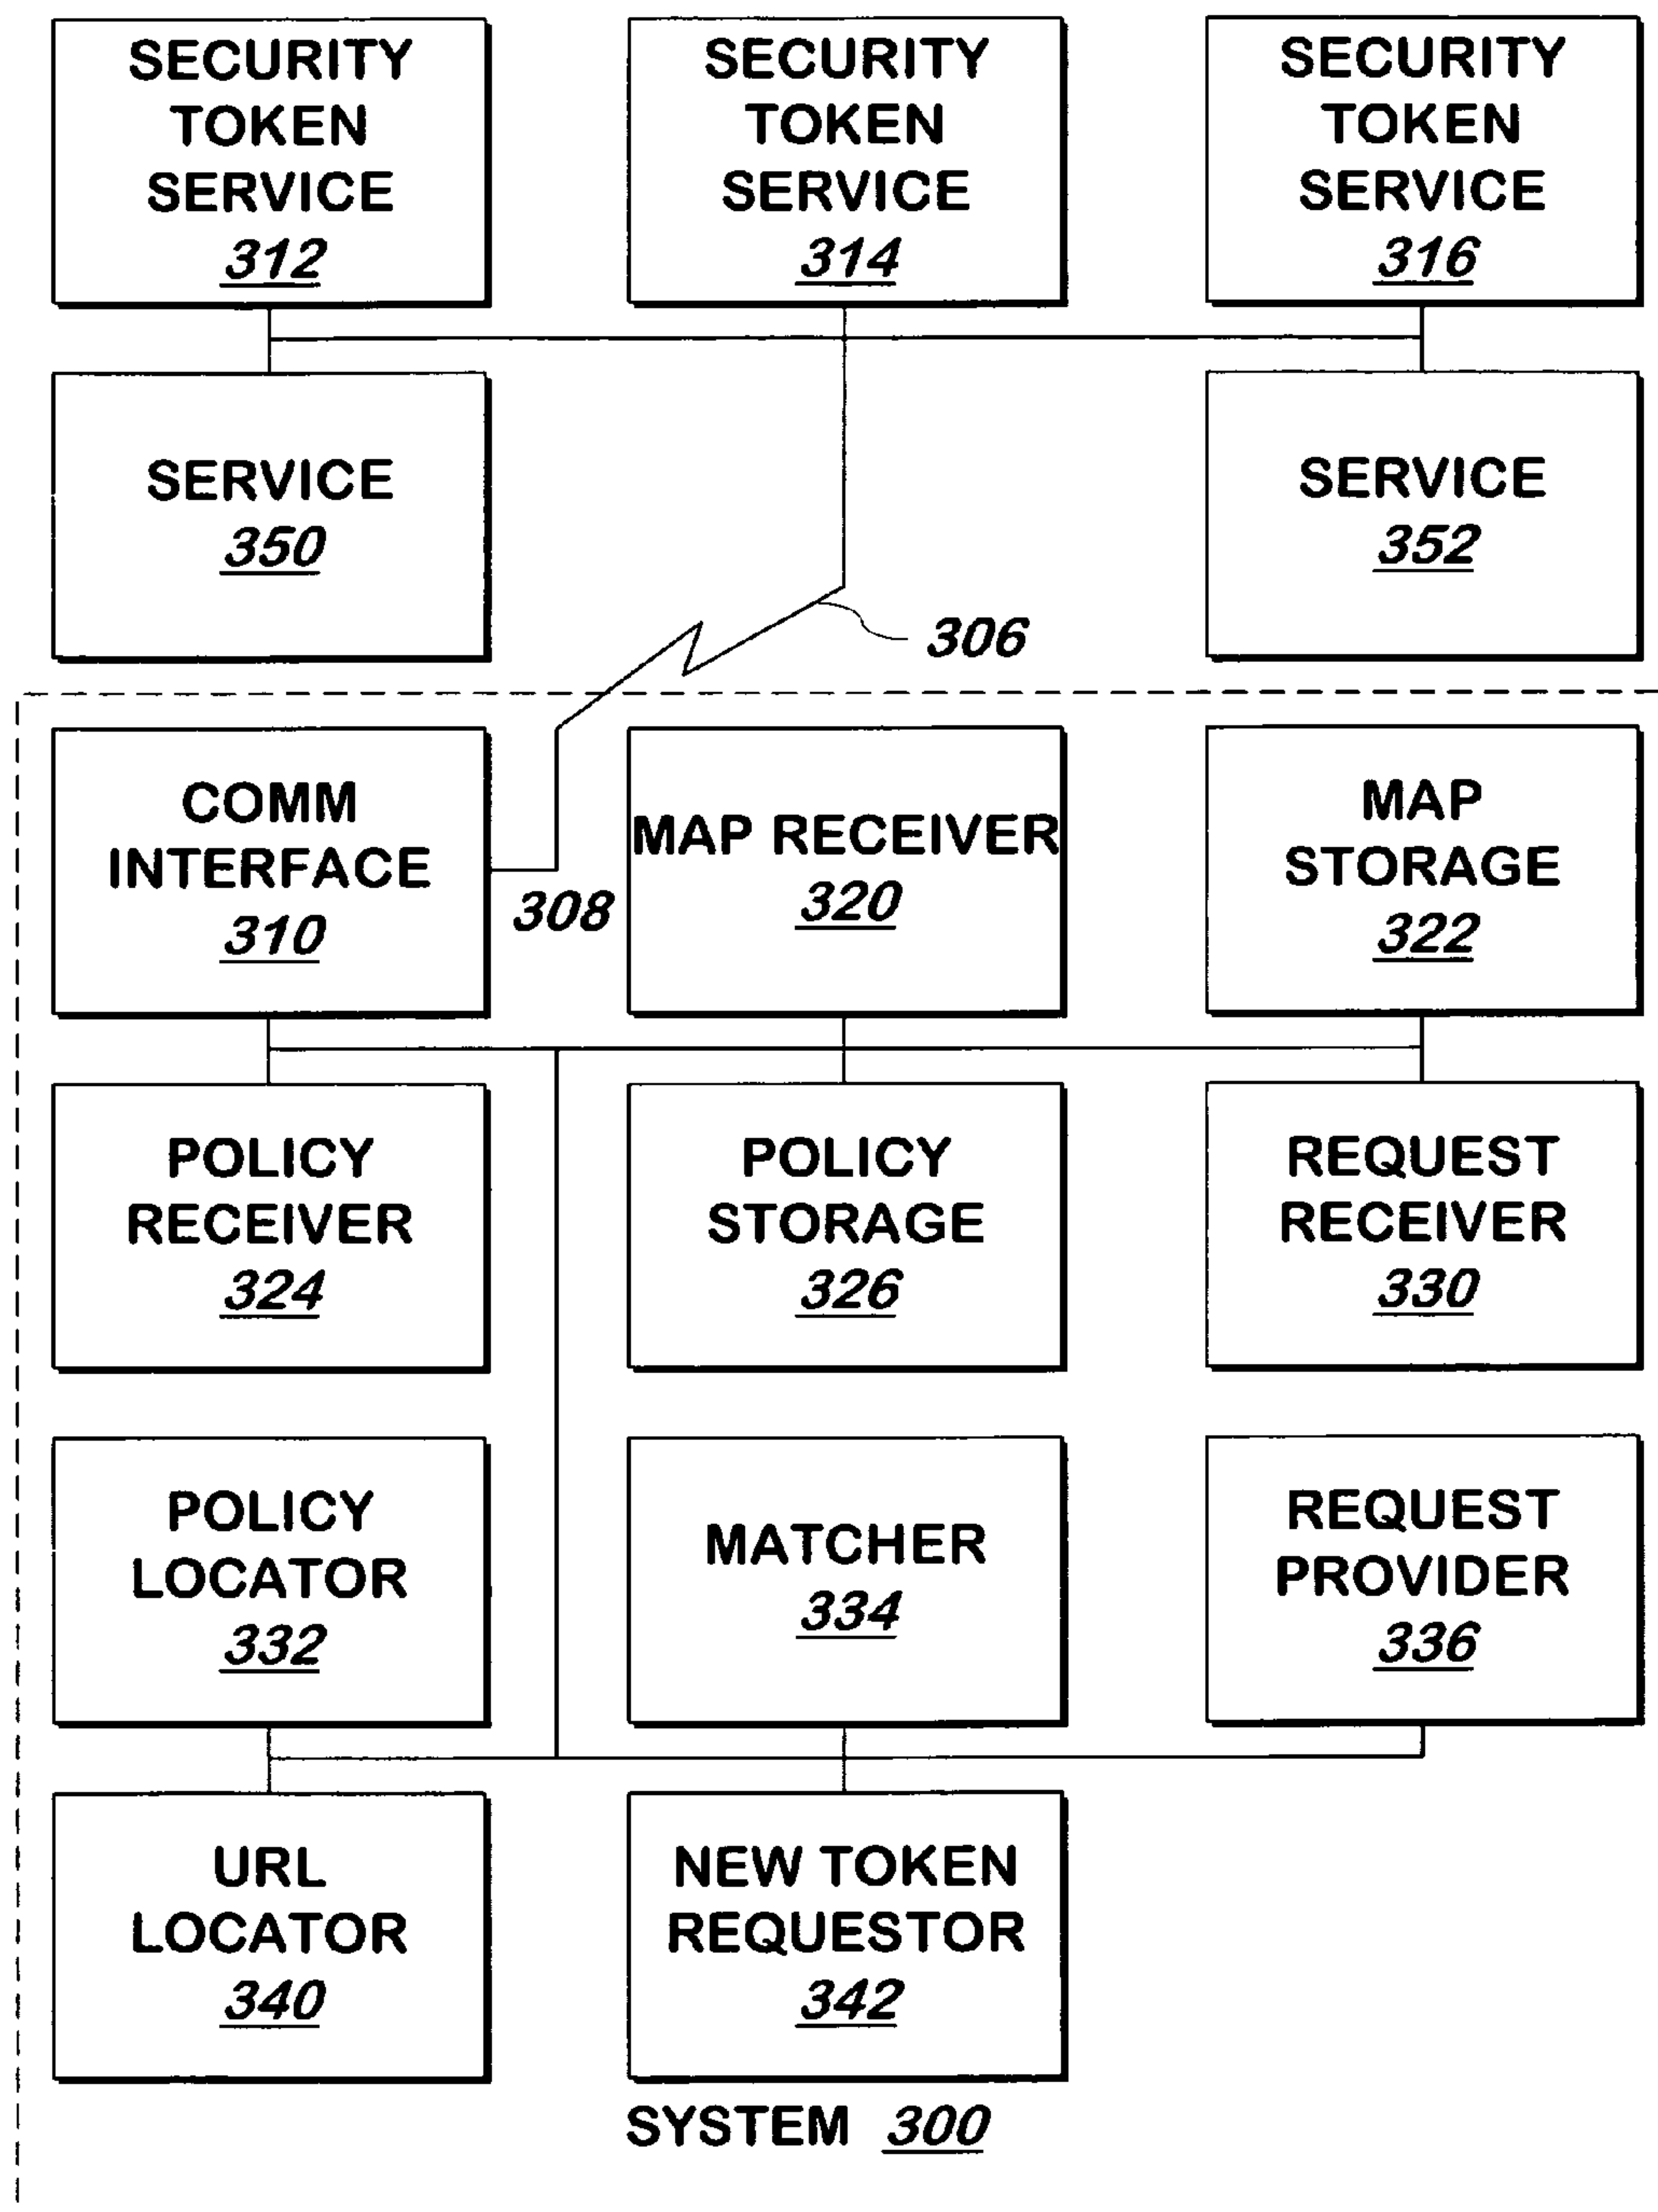 SECURITY
TOKEN
SERVICE
312
SECURITY
TOKEN
SERVICE
314
SECURITY
TOKEN
SERVICE
316
SERVICE
350
SERVICE
352
306
COMM
INTERFACE
310
308
MAP RECEIVER
320
MAP
STORAGE
322
POLICY
RECEIVER
324
POLICY
STORAGE
326
REQUEST
RECEIVER
330
POLICY
LOCATOR
332
MATCHER
334
REQUEST
PROVIDER
336
URL
LOCATOR
340
NEW TOKEN
REQUESTOR
342
SYSTEM 300